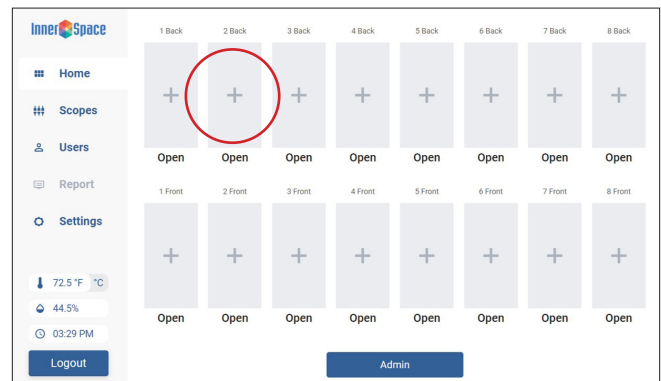 InnerSpace
Home
Scopes
Users
Report
Settings
72.5 °F °C
44.5%
03:29 PM
Logout
1 Back 2 Back 3 Back 4 Back 5 Back 6 Back 7 Back 8 Back
Open Open Open Open Open Open Open Open
1 Front 2 Front 3 Front 4 Front 5 Front 6 Front 7 Front 8 Front
Open Open Open Open Open Open Open Open
Admin